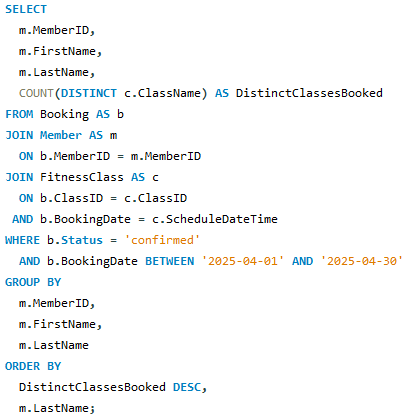 SELECT
m.MemberID,
m.FirstName,
m.LastName,
COUNT(DISTINCT c.ClassName) AS DistinctClassesBooked
FROM Booking AS b
JOIN Member AS m
ON b.MemberID = m.MemberID
JOIN FitnessClass AS c
ON b.ClassID = c.ClassID
AND b.BookingDate = c.ScheduleDateTime
WHERE b.Status = 'confirmed'
AND b.BookingDate BETWEEN '2025-04-01' AND '2025-04-30'
GROUP BY
m.MemberID,
m.FirstName,
m.LastName
ORDER BY
DistinctClassesBooked DESC,
m.LastName;